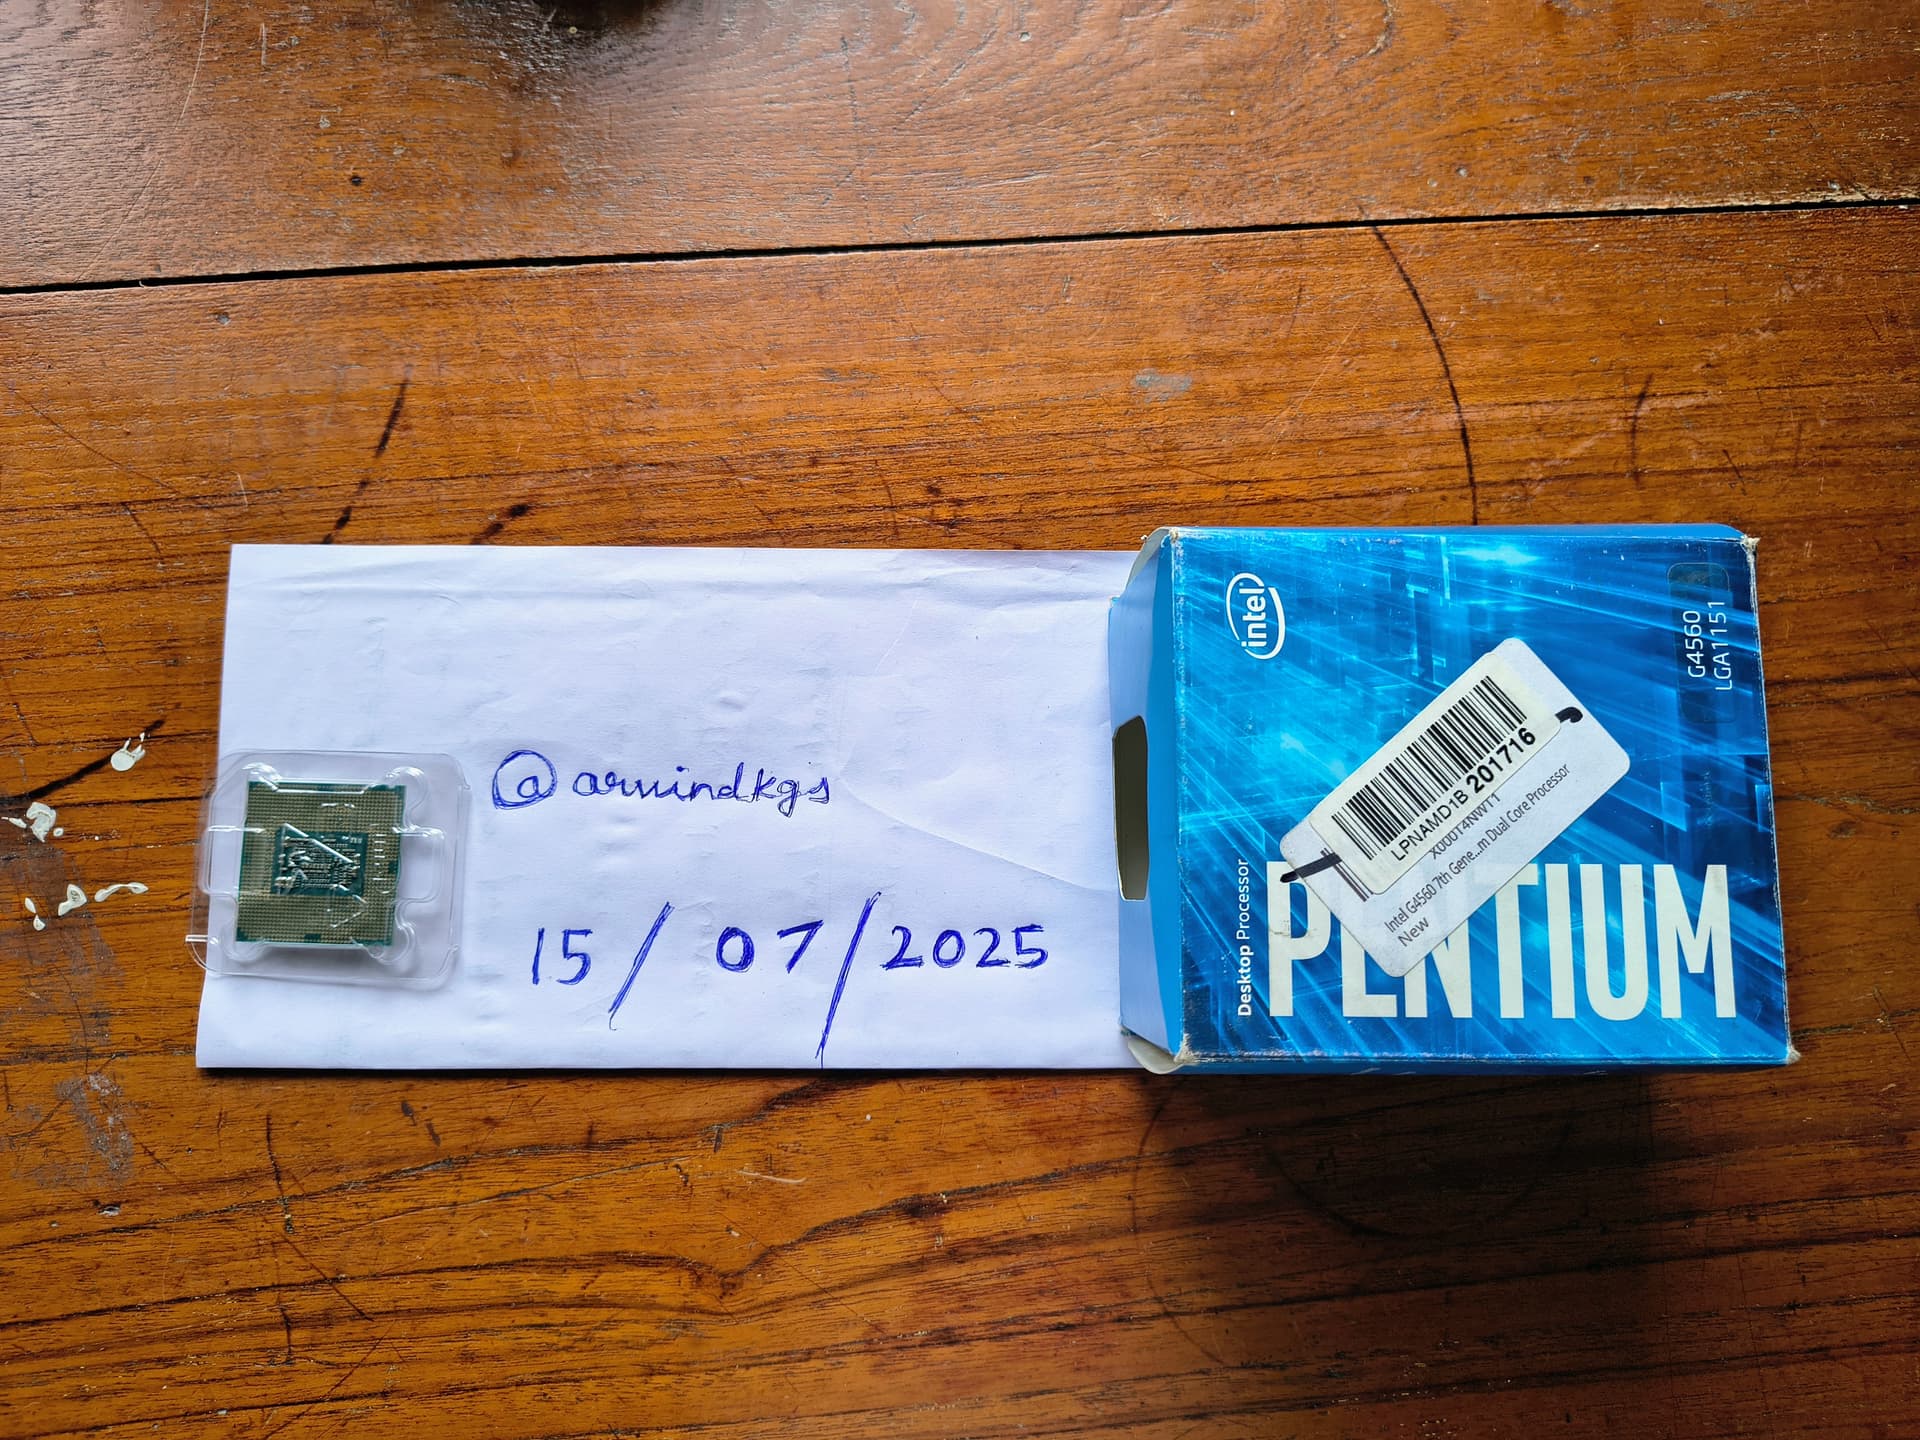 @arvindkgs
15/07/2025
intel
G4560
LGA1151
LPNAMD1B 201716
X000T4NWT1
Intel G4560 7th Gene...m Dual Core Processor
New
Desktop Processor
PENTIUM